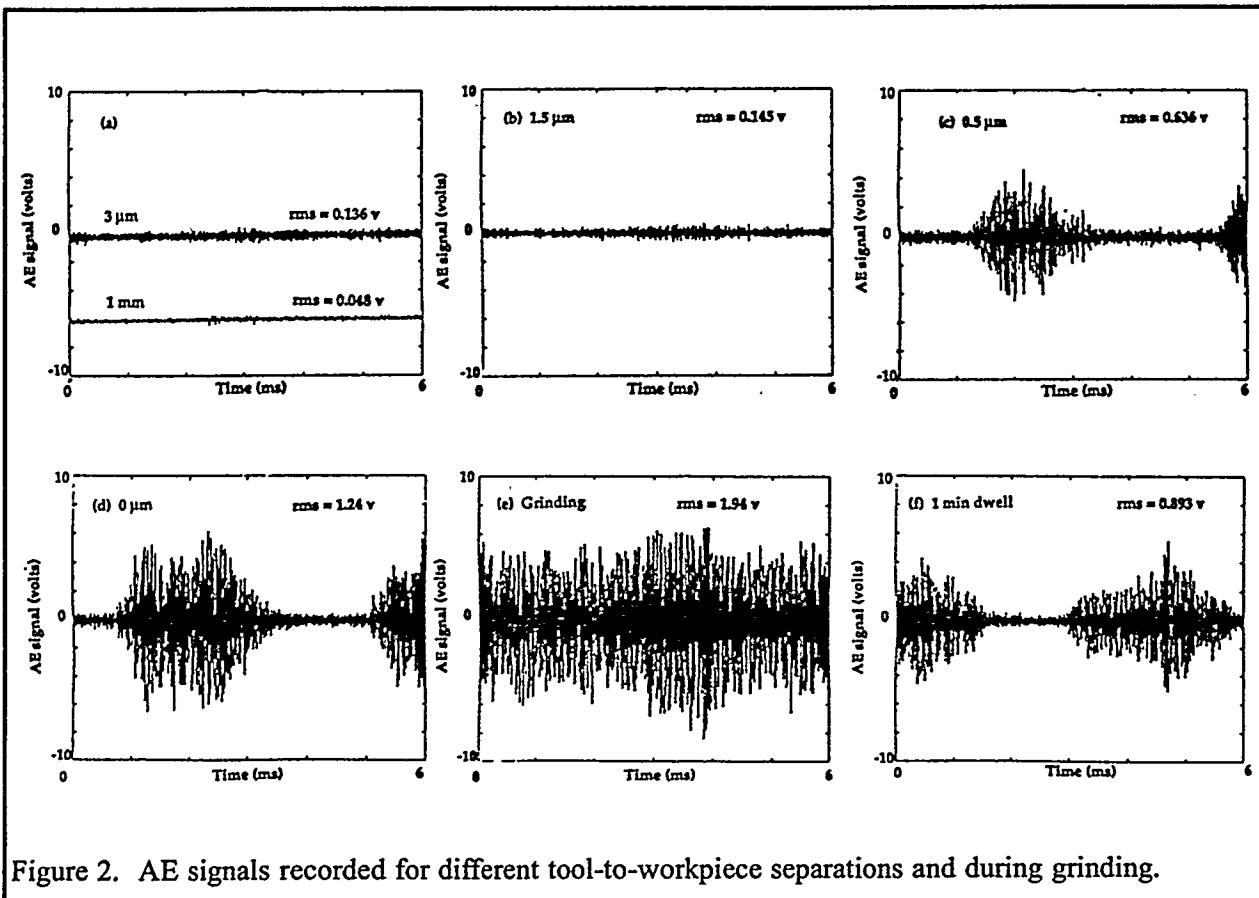 10
(a)
3 µm rms = 0.136 v
0
1 mm rms = 0.048 v
-10
0 Time (ms) 6
AE signal (volts)
10
(b) 1.5 µm rms = 0.145 v
0
-10
0 Time (ms) 6
AE signal (volts)
10
(c) 0.5 µm rms = 0.636 v
0
-10
0 Time (ms) 6
AE signal (volts)
10
(d) 0 µm rms = 1.24 v
0
-10
0 Time (ms) 6
AE signal (volts)
10
(e) Grinding rms = 1.94 v
0
-10
0 Time (ms) 6
AE signal (volts)
10
(f) 1 min dwell rms = 0.893 v
0
-10
0 Time (ms) 6
AE signal (volts)
Figure 2. AE signals recorded for different tool-to-workpiece separations and during grinding.